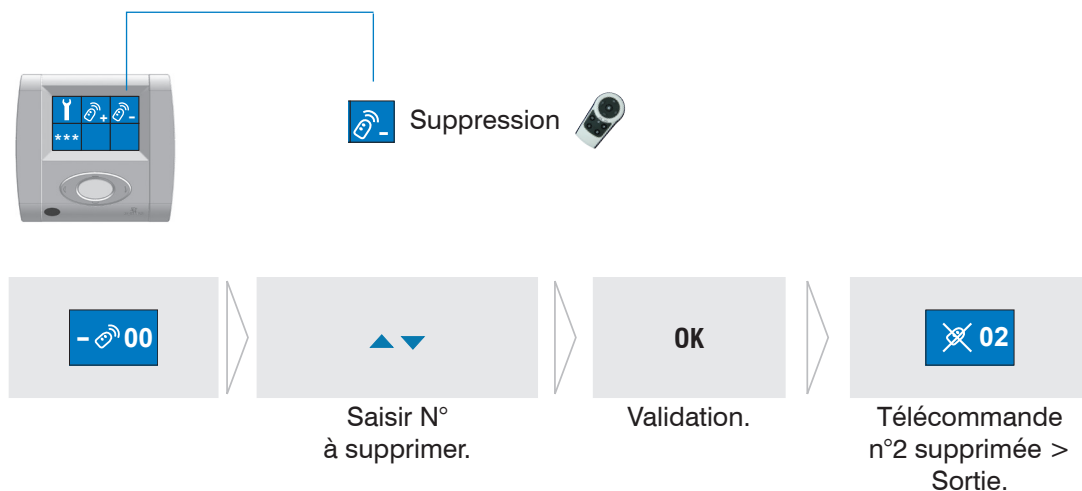 ***
Suppression
- 00
OK
02
Saisir N°
à supprimer.
Validation.
Télécommande
n°2 supprimée >
Sortie.